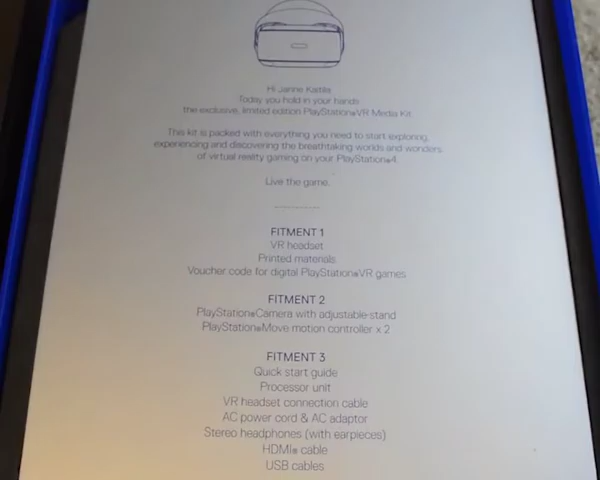 Hi Janne Kaitila
Today you hold in your hands
the exclusive, limited edition PlayStation®VR Media Kit.
This kit is packed with everything you need to start exploring,
experiencing and discovering the breathtaking worlds and wonders
of virtual reality gaming on your PlayStation®4.
Live the game.
FITMENT 1
VR headset
Printed materials
Voucher code for digital PlayStation®VR games
FITMENT 2
PlayStation®Camera with adjustable stand
PlayStation®Move motion controller x 2
FITMENT 3
Quick start guide
Processor unit
VR headset connection cable
AC power cord & AC adaptor
Stereo headphones (with earpieces)
HDMI® cable
USB cables